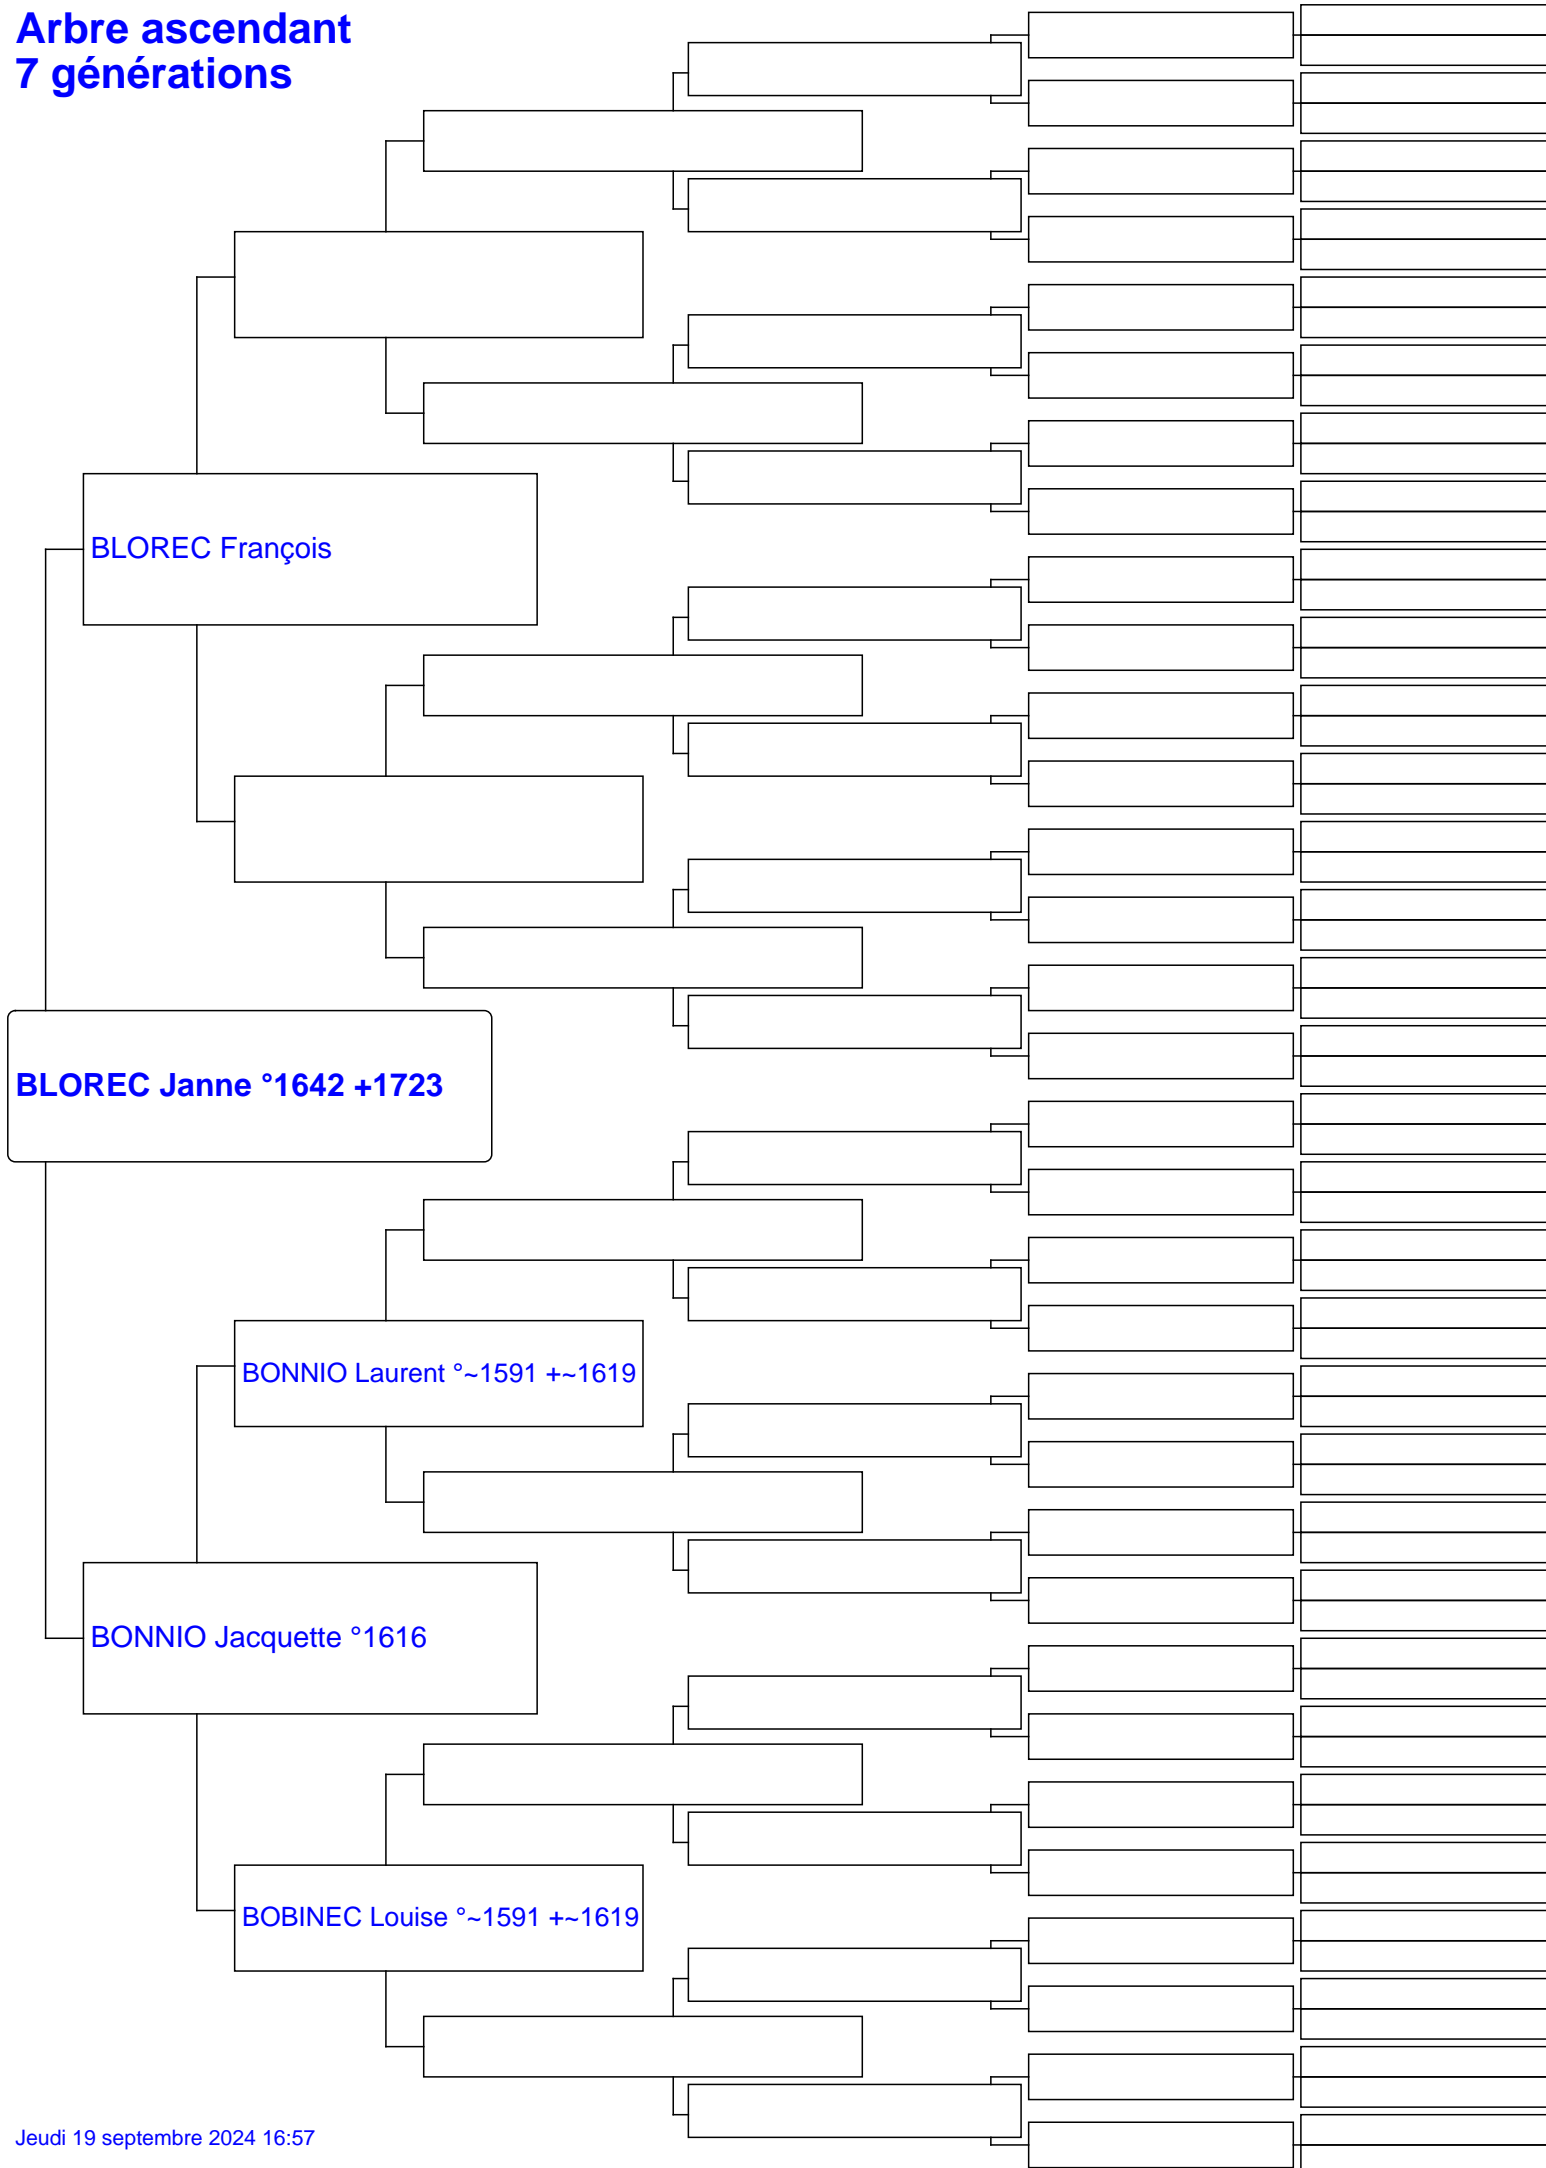 Arbre ascendant
7 générations
BLOREC François
BLOREC Janne °1642 +1723
BONNIO Laurent °~1591 +~1619
BONNIO Jacquette °1616
BOBINEC Louise °~1591 +~1619
Jeudi 19 septembre 2024 16:57